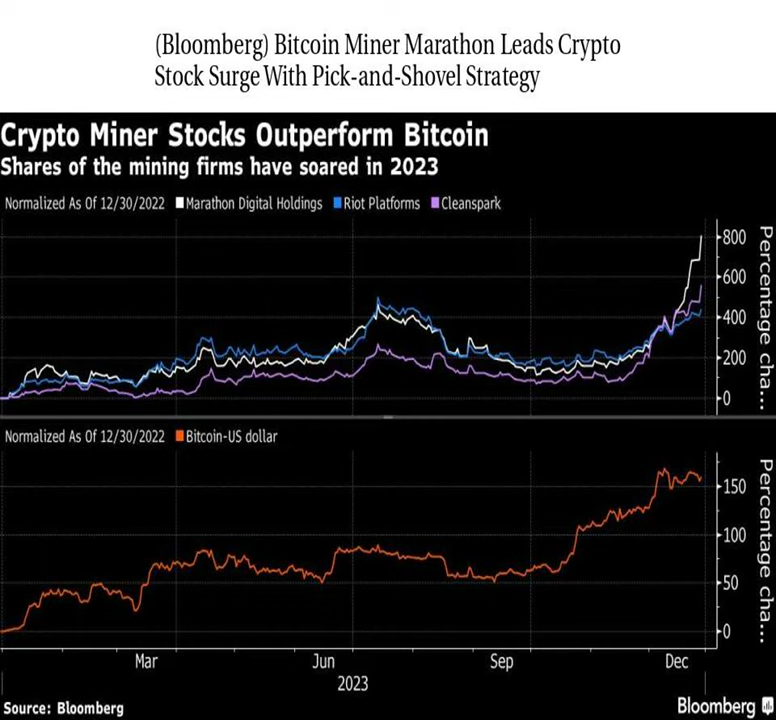 (Bloomberg) Bitcoin Miner Marathon Leads Crypto
Stock Surge With Pick-and-Shovel Strategy
Crypto Miner Stocks Outperform Bitcoin
Shares of the mining firms have soared in 2023
Normalized As Of 12/30/2022 Marathon Digital Holdings Riot Platforms Cleanspark
800
600
400
200
0
Percentage cha...
Normalized As Of 12/30/2022 Bitcoin-US dollar
150
100
50
0
Percentage cha...
Mar Jun Sep Dec
2023
Source: Bloomberg
Bloomberg